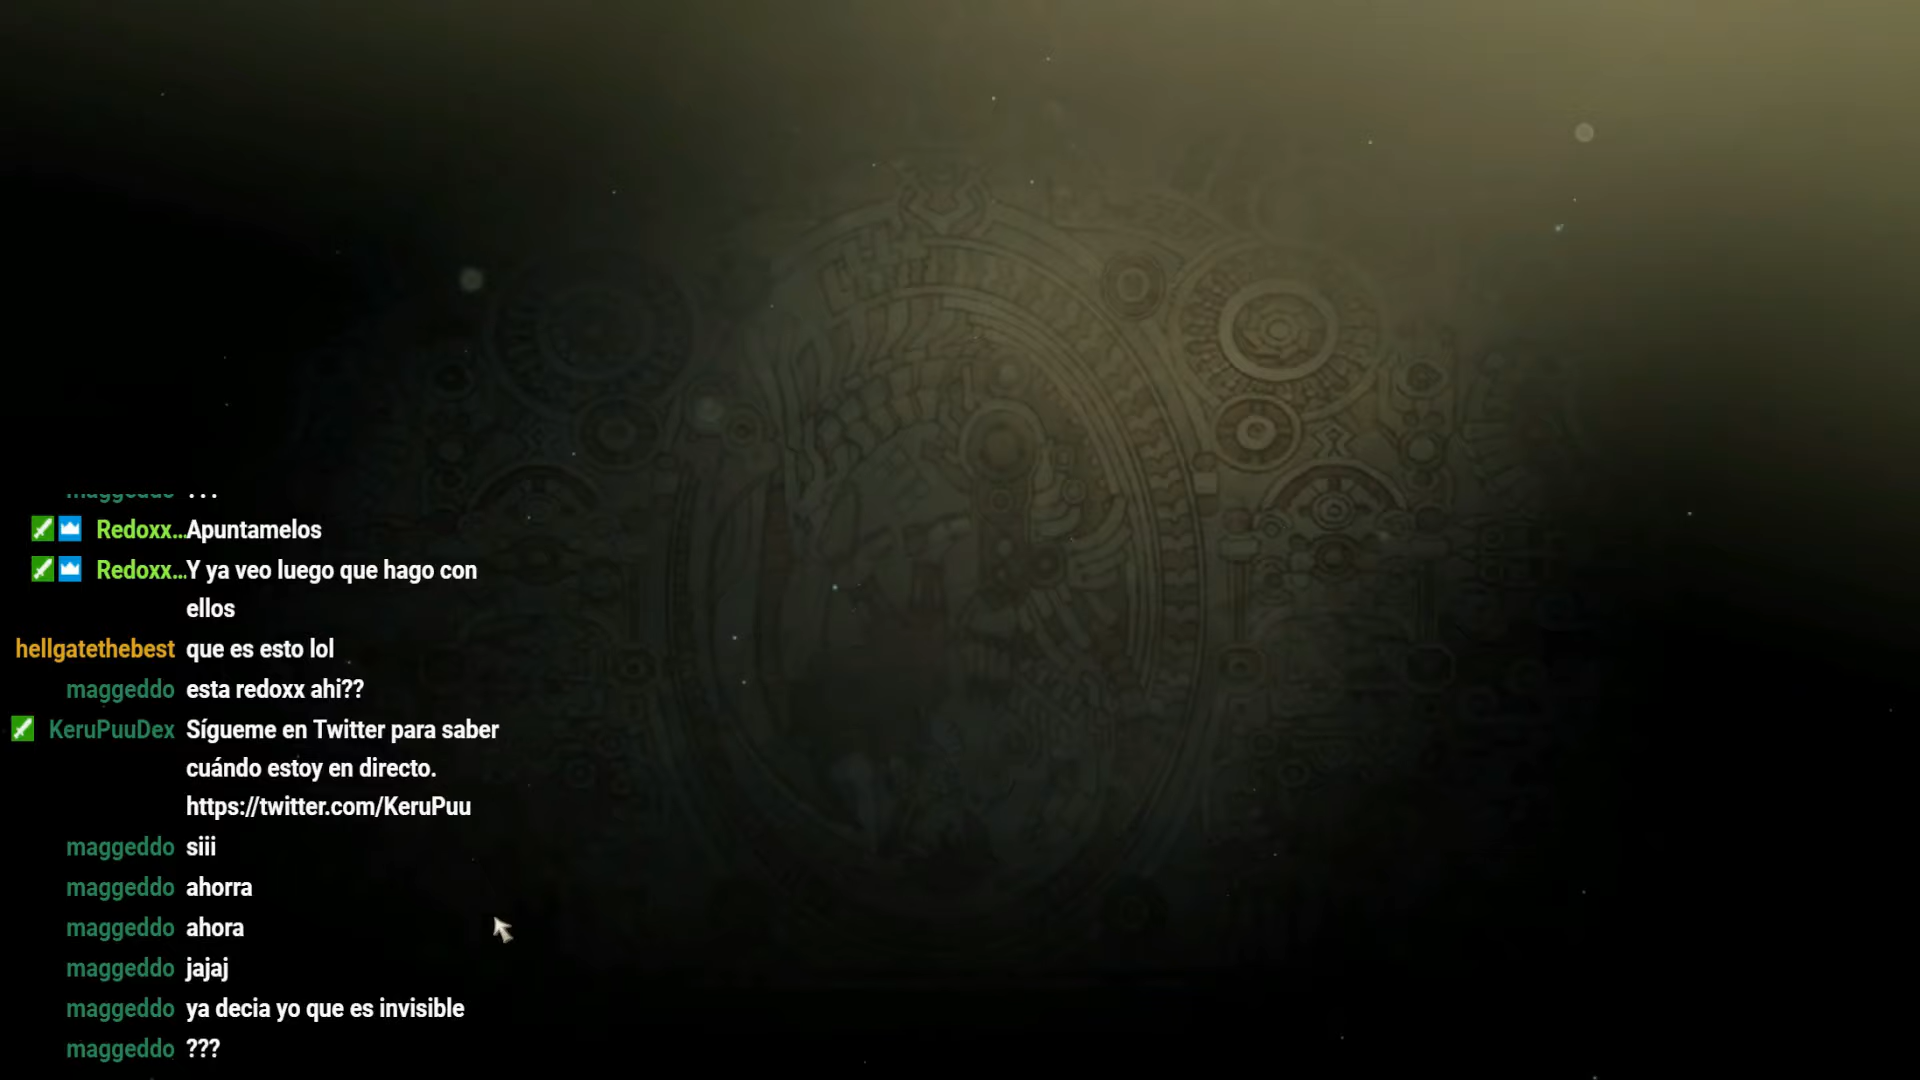 maggeddo ???
Redoxx...Apuntamelos
Redoxx...Y ya veo luego que hago con
ellos
hellgatethebest que es esto lol
maggeddo esta redoxx ahi??
KeruPuuDex Sígueme en Twitter para saber
cuándo estoy en directo.
https://twitter.com/KeruPuu
maggeddo siii
maggeddo ahorra
maggeddo ahora
maggeddo jajaj
maggeddo ya decia yo que es invisible
maggeddo ???